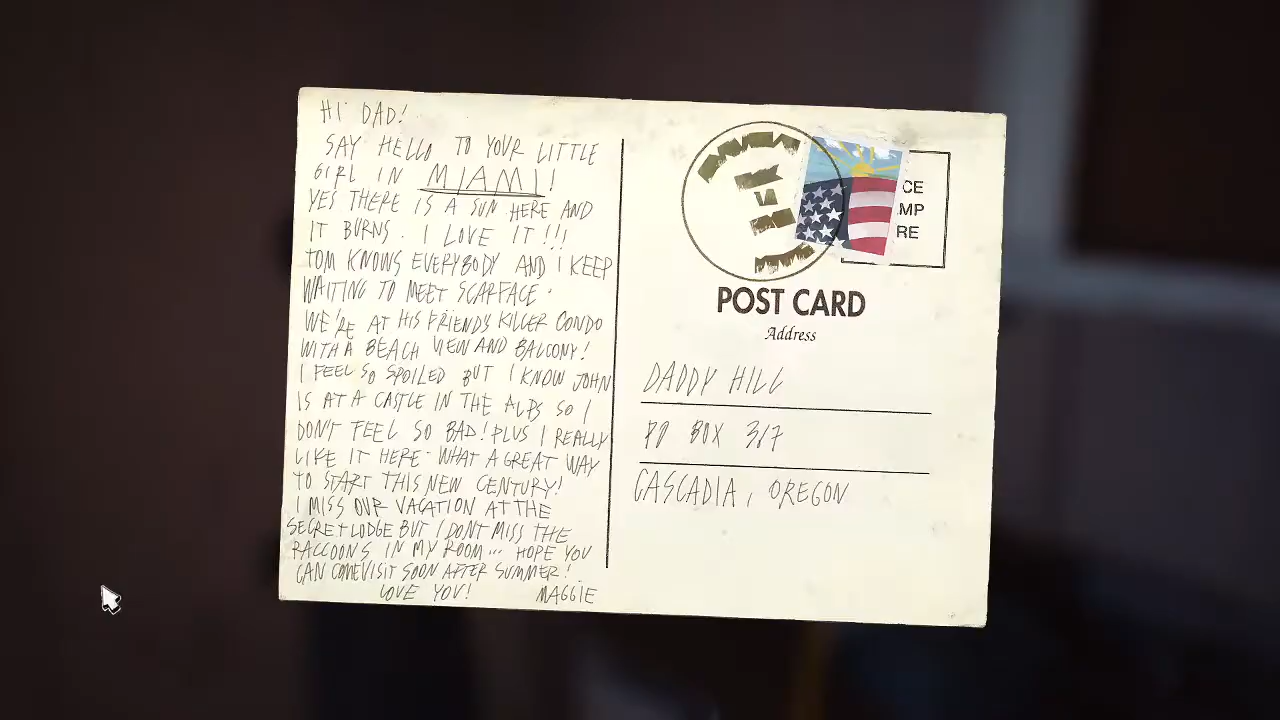 HI DAD!
SAY HELLO TO YOUR LITTLE
GIRL IN MIAMI!
YES THERE IS A SUN HERE AND
IT BURNS. I LOVE IT!!!
TOM KNOWS EVERYBODY AND I KEEP
WAITING TO MEET SCARFACE.
WE'RE AT HIS FRIENDS KILLER CONDO
WITH A BEACH VIEW AND BALCONY!
I FEEL SO SPOILED BUT I KNOW JOHN
IS AT A CASTLE IN THE ALPS SO I
DON'T FEEL SO BAD! PLUS I REALLY
LIKE IT HERE. WHAT A GREAT WAY
TO START THIS NEW CENTURY!
I MISS OUR VACATION AT THE
SECRET LODGE BUT I DONT MISS THE
RACCOONS IN MY ROOM... HOPE YOU
CAN COME VISIT SOON AFTER SUMMER!
LOVE YOU! MAGGIE
CE
MP
RE
POST CARD
Address
DADDY HILL
PO BOX 317
CASCADIA, OREGON